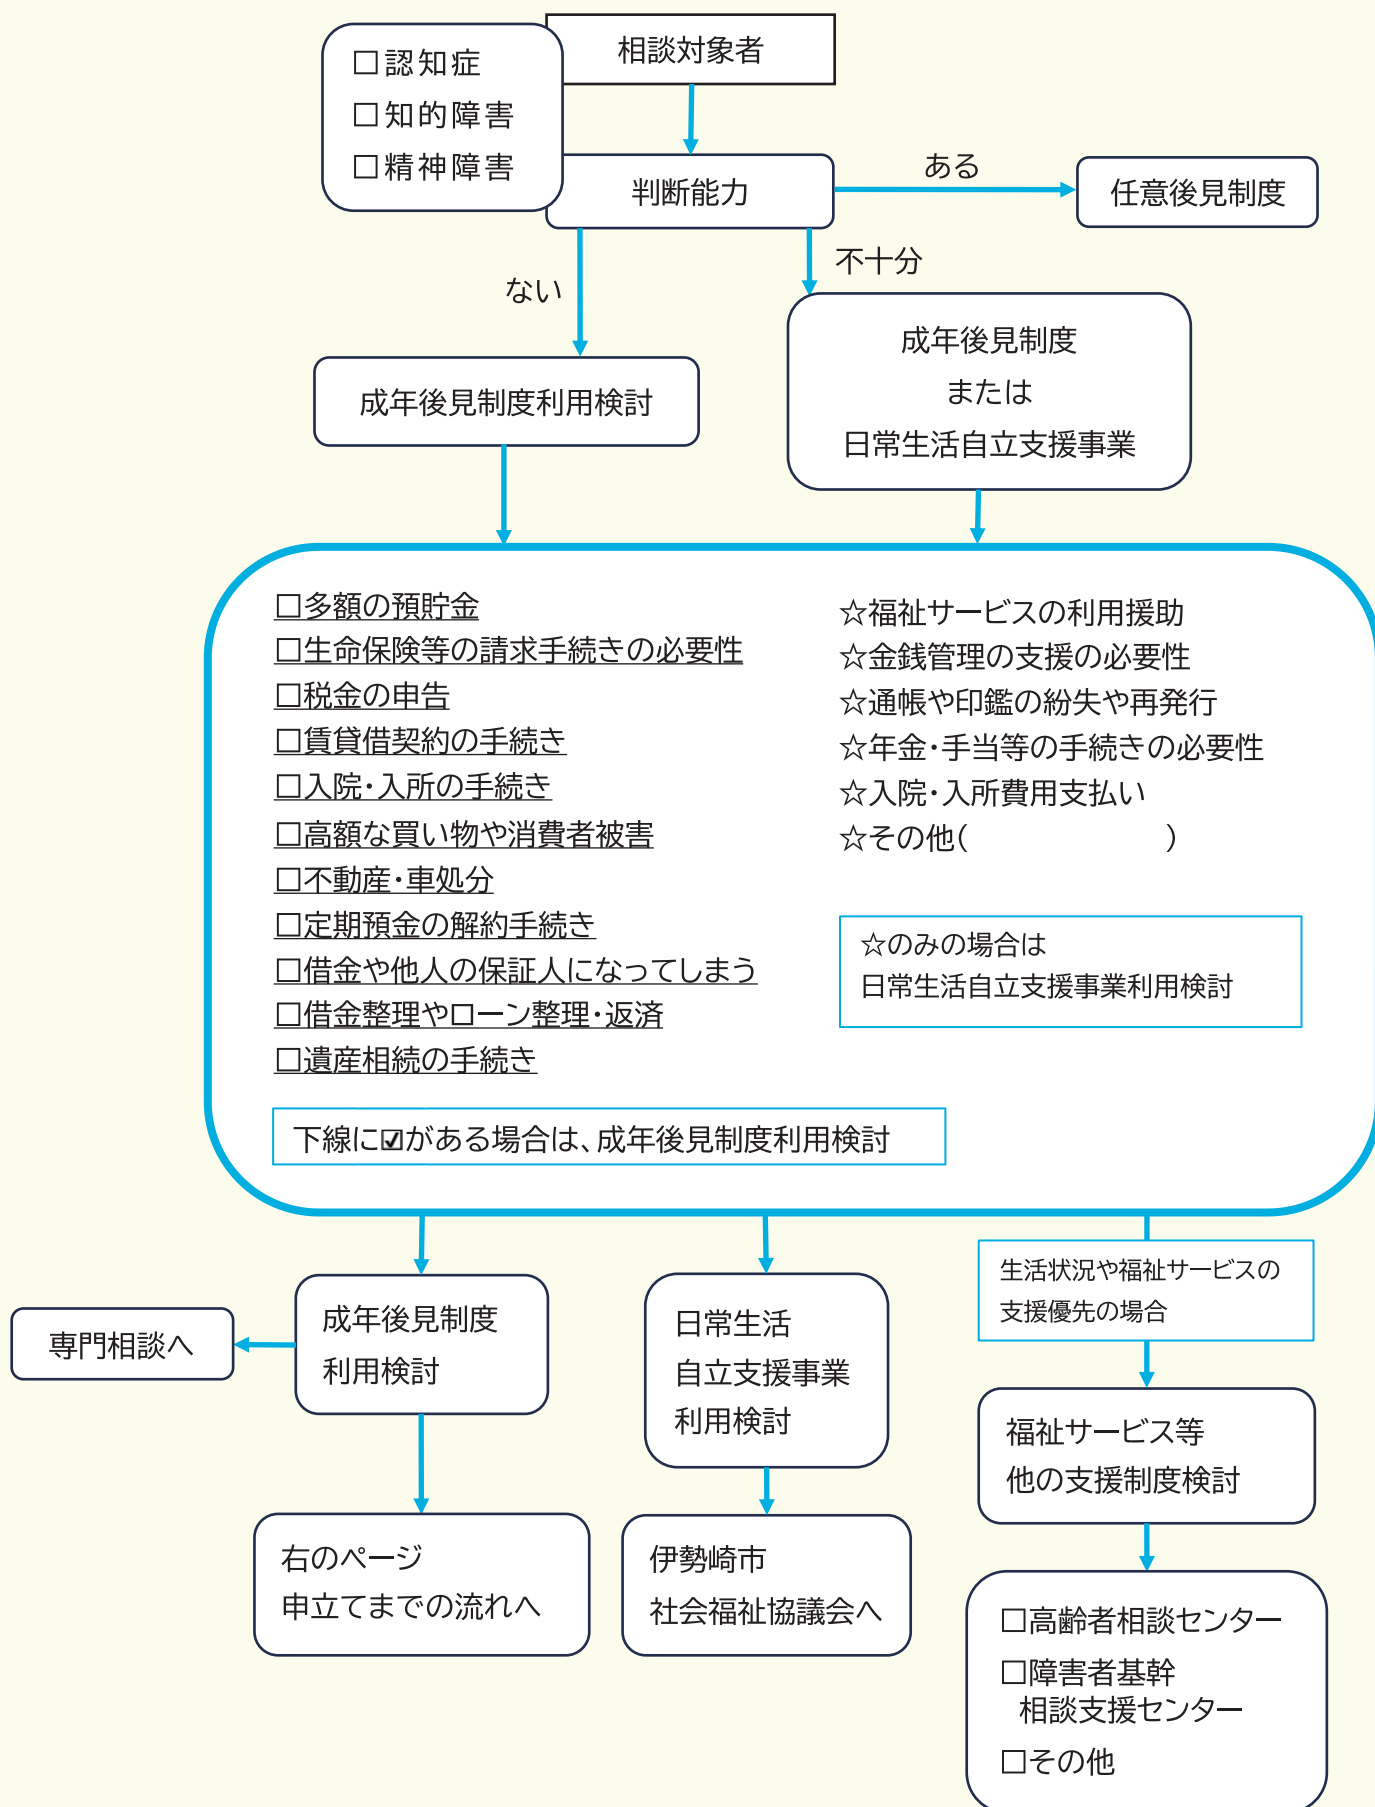 相談対象者
□認知症
□知的障害
□精神障害
判断能力
ある
任意後見制度
ない
不十分
成年後見制度利用検討
成年後見制度
または
日常生活自立支援事業
□多額の預貯金
□生命保険等の請求手続きの必要性
□税金の申告
□賃貸借契約の手続き
□入院・入所の手続き
□高額な買い物や消費者被害
□不動産・車処分
□定期預金の解約手続き
□借金や他人の保証人になってしまう
□借金整理やローン整理・返済
□遺産相続の手続き
☆福祉サービスの利用援助
☆金銭管理の支援の必要性
☆通帳や印鑑の紛失や再発行
☆年金・手当等の手続きの必要性
☆入院・入所費用支払い
☆その他（　　　　　　　）
☆のみの場合は
日常生活自立支援事業利用検討
下線に☑がある場合は、成年後見制度利用検討
専門相談へ
成年後見制度
利用検討
右のページ
申立てまでの流れへ
日常生活
自立支援事業
利用検討
伊勢崎市
社会福祉協議会へ
生活状況や福祉サービスの
支援優先の場合
福祉サービス等
他の支援制度検討
□高齢者相談センター
□障害者基幹
相談支援センター
□その他